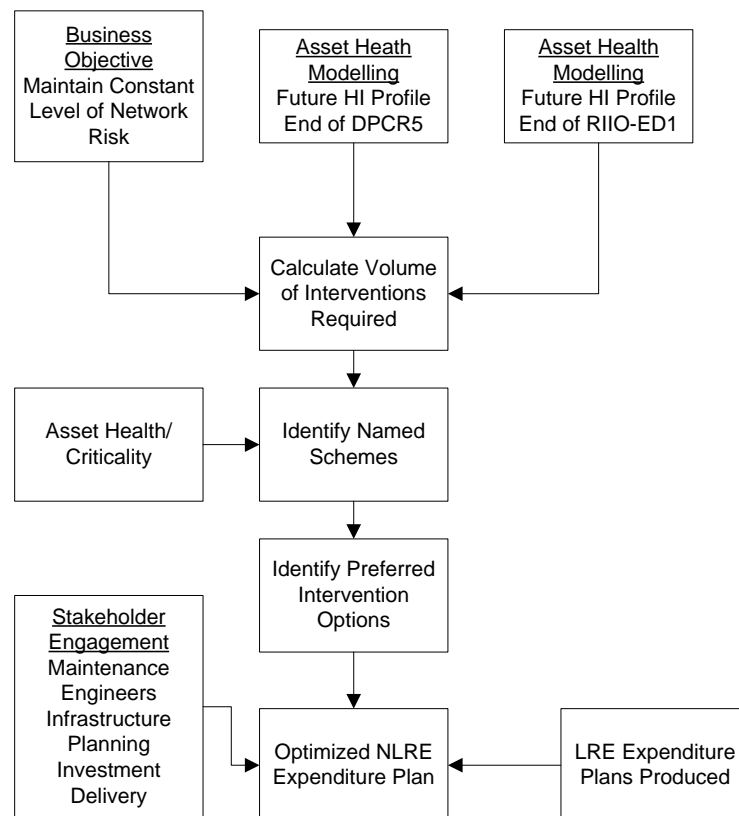 Business
Objective
Maintain Constant
Level of Network
Risk
Asset Heath
Modelling
Future HI Profile
End of DPCR5
Asset Health
Modelling
Future HI Profile
End of RIIO-ED1
Calculate Volume
of Interventions
Required
Asset Health/
Criticality
Identify Named
Schemes
Identify Preferred
Intervention
Options
Stakeholder
Engagement
Maintenance
Engineers
Infrastructure
Planning
Investment
Delivery
Optimized NLRE
Expenditure Plan
LRE Expenditure
Plans Produced